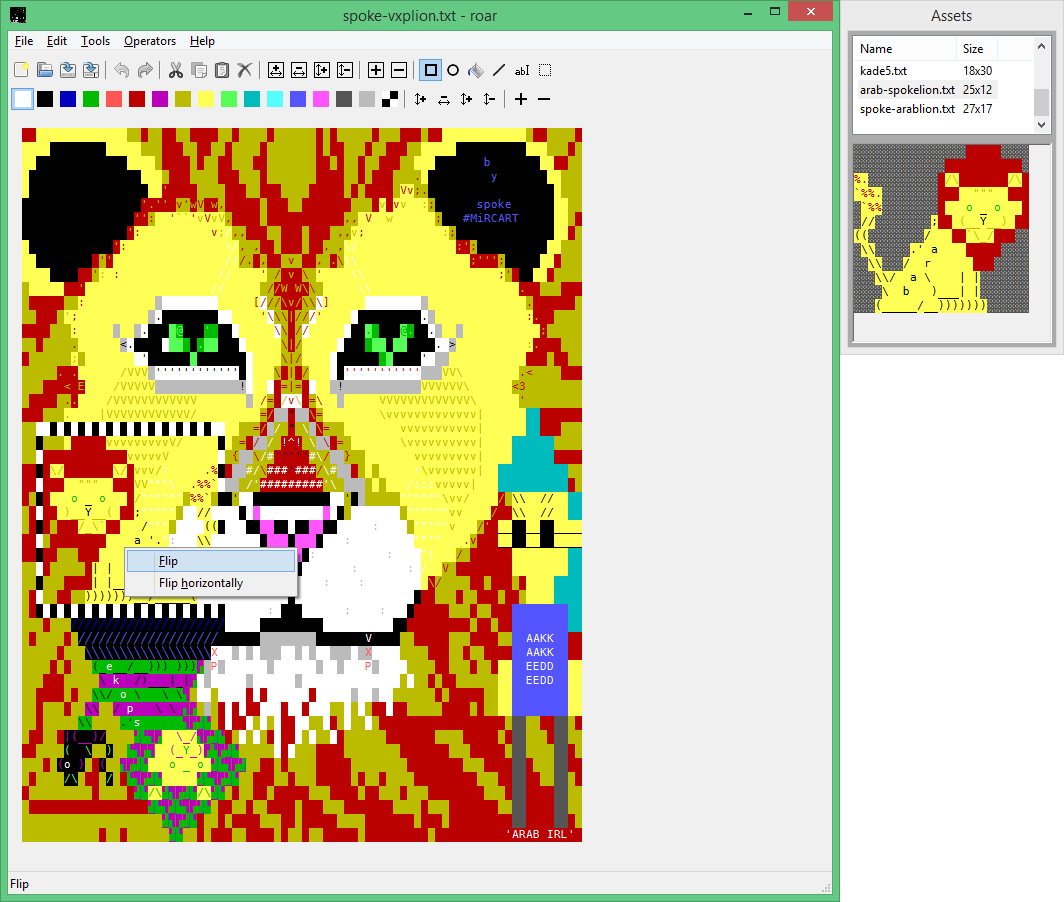 spoke-vxplion.txt - roar
File Edit Tools Operators Help
abI
b
y
spoke
#MiRCART
Flip
Flip horizontally
V
X X
P P
AAKK
AAKK
EEDD
EEDD
e
k
o
p
s
'ARAB IRL'
Flip
Assets
Name Size
kade5.txt 18x30
arab-spokelion.txt 25x12
spoke-arablion.txt 27x17
a
r
a
b